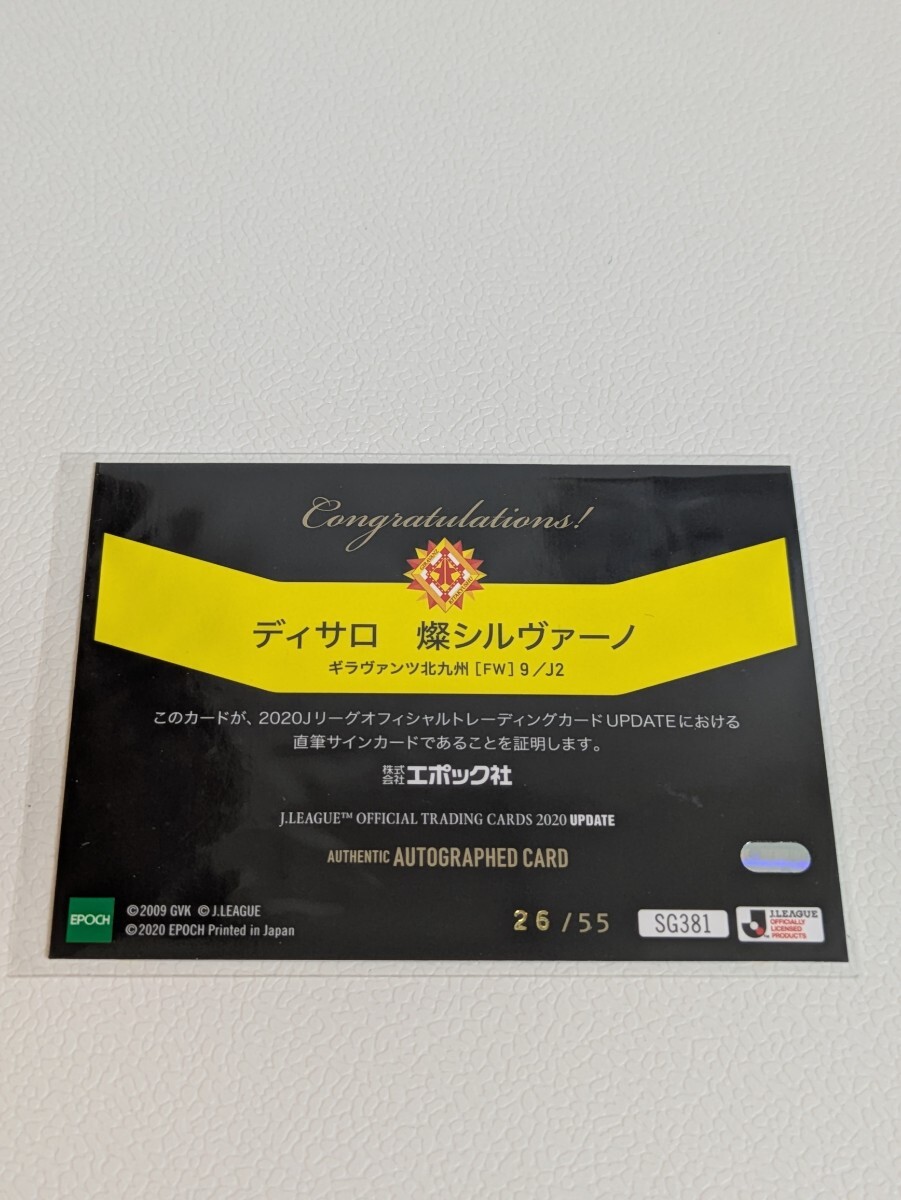 Congratulations!
ディサロ 燦シルヴァーノ
ギラヴァンツ北九州 [FW] 9/J2
このカードが、2020JリーグオフィシャルトレーディングカードUPDATEにおける
直筆サインカードであることを証明します。
株式会社エポック社
J.LEAGUE™ OFFICIAL TRADING CARDS 2020 UPDATE
AUTHENTIC AUTOGRAPHED CARD
EPOCH
©2009 GVK ©J.LEAGUE
©2020 EPOCH Printed in Japan
26/55
SG381
J.LEAGUE
OFFICIALLY
LICENSED
PRODUCTS